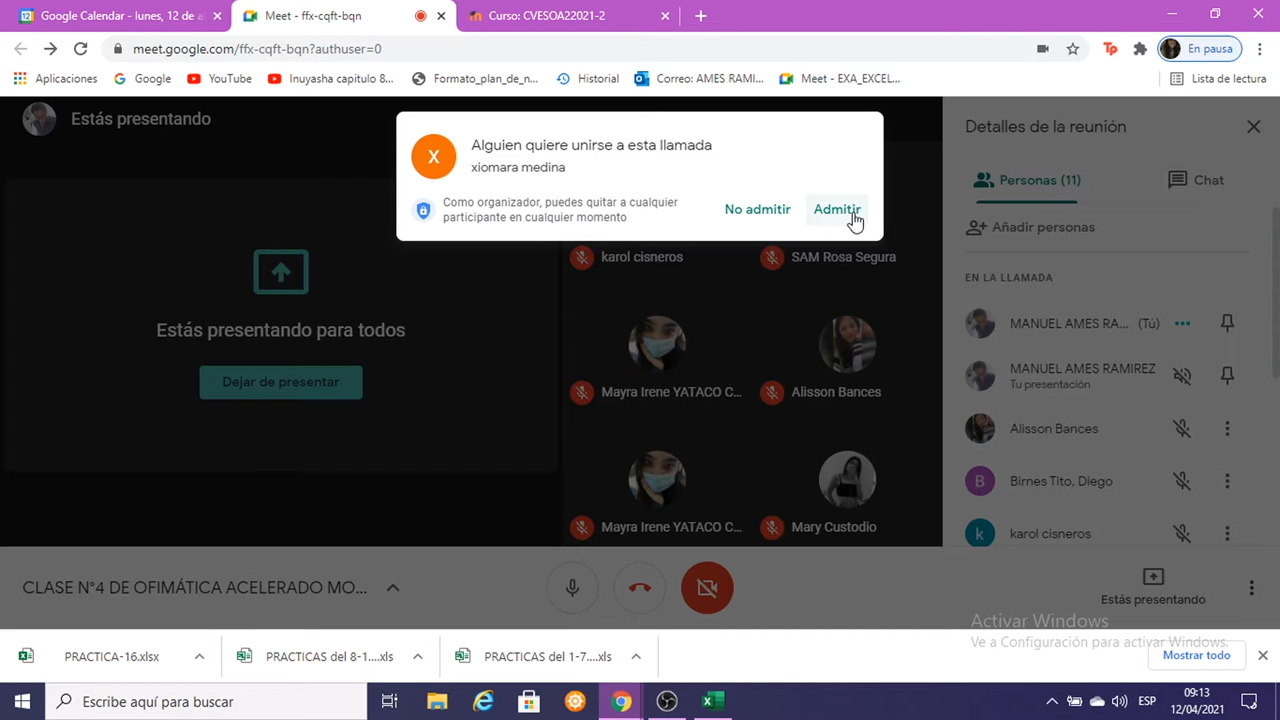 Google Calendar - lunes, 12 de a
Meet - ffx-cqft-bqn
Curso: CVESOA22021-2
meet.google.com/ffx-cqft-bqn?authuser=0
En pausa
Aplicaciones
Google
YouTube
Inuyasha capitulo 8...
Formato_plan_de_n...
Historial
Correo: AMES RAMI...
Meet - EXA_EXCEL...
Lista de lectura
Estás presentando
X
Alguien quiere unirse a esta llamada
xiomara medina
Como organizador, puedes quitar a cualquier
participante en cualquier momento
No admitir
Admitir
Estás presentando para todos
Dejar de presentar
karol cisneros
SAM Rosa Segura
Mayra Irene YATACO C...
Alisson Bances
Mayra Irene YATACO C...
Mary Custodio
Detalles de la reunión
Personas (11)
Chat
Añadir personas
EN LA LLAMADA
MANUEL AMES RA... (Tú)
MANUEL AMES RAMIREZ
Tu presentación
Alisson Bances
B
Birnes Tito, Diego
k
karol cisneros
CLASE N°4 DE OFIMÁTICA ACELERADO MO...
Estás presentando
Activar Windows
Ve a Configuración para activar Windows.
PRACTICA-16.xlsx
PRACTICAS del 8-1....xls
PRACTICAS del 1-7....xls
Mostrar todo
Escribe aquí para buscar
ESP
09:13
12/04/2021